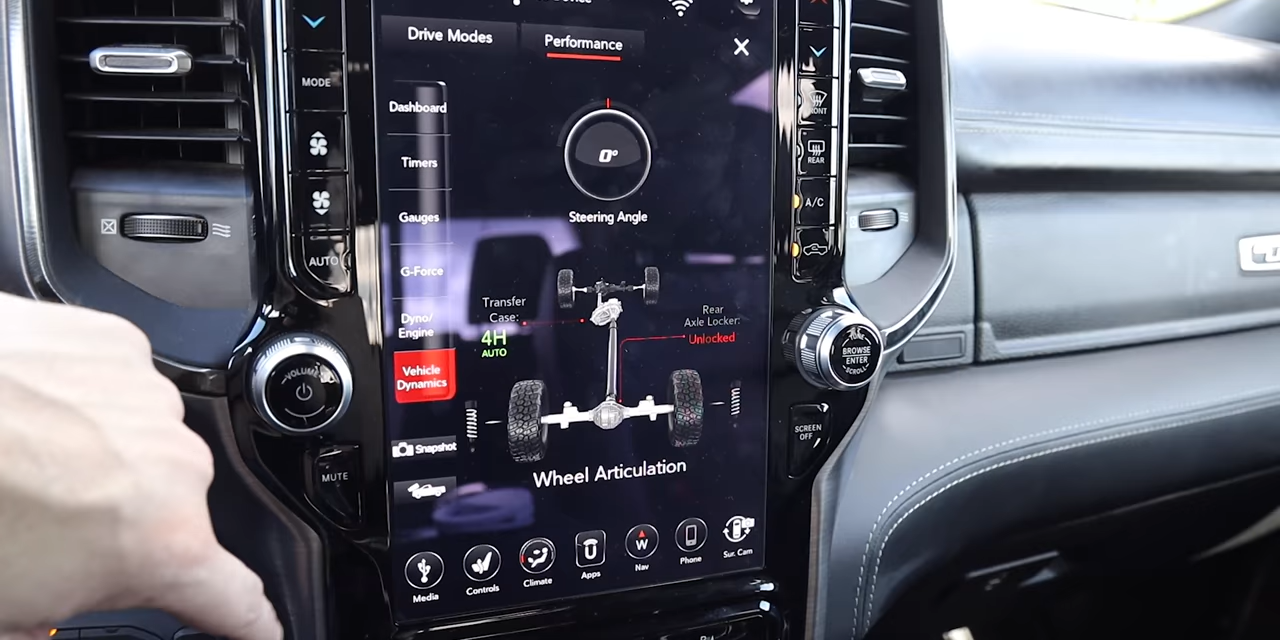 Drive Modes
Performance
Dashboard
Timers
Gauges
G-Force
Dyno/
Engine
Vehicle
Dynamics
Snapshot
0°
Steering Angle
Transfer
Case:
4H
AUTO
Rear
Axle Locker:
Unlocked
Wheel Articulation
Media
Controls
Climate
Apps
W
Nav
Phone
Sur. Cam
MODE
AUTO
VOLUME
MUTE
REAR
A/C
BROWSE
ENTER
SCROLL
SCREEN
OFF